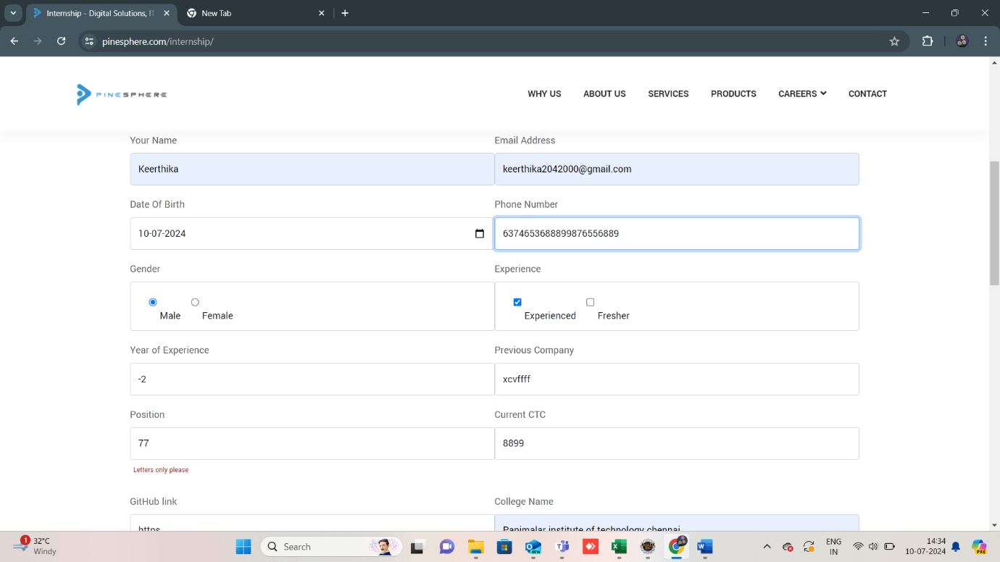 Internship - Digital Solutions, IT
New Tab
pinesphere.com/internship/
PINESPHERE
WHY US ABOUT US SERVICES PRODUCTS CAREERS CONTACT
Your Name Email Address
Keerthika keerthika2042000@gmail.com
Date Of Birth Phone Number
10-07-2024 6374653688899876556889
Gender Experience
Male Female Experienced Fresher
Year of Experience Previous Company
-2 xcvffff
Position Current CTC
77 8899
Letters only please
GitHub link College Name
https Panimalar institute of technology chennai
1 32°C
Windy
Search
NEW
ENG
IN
14:34
10-07-2024
PRE